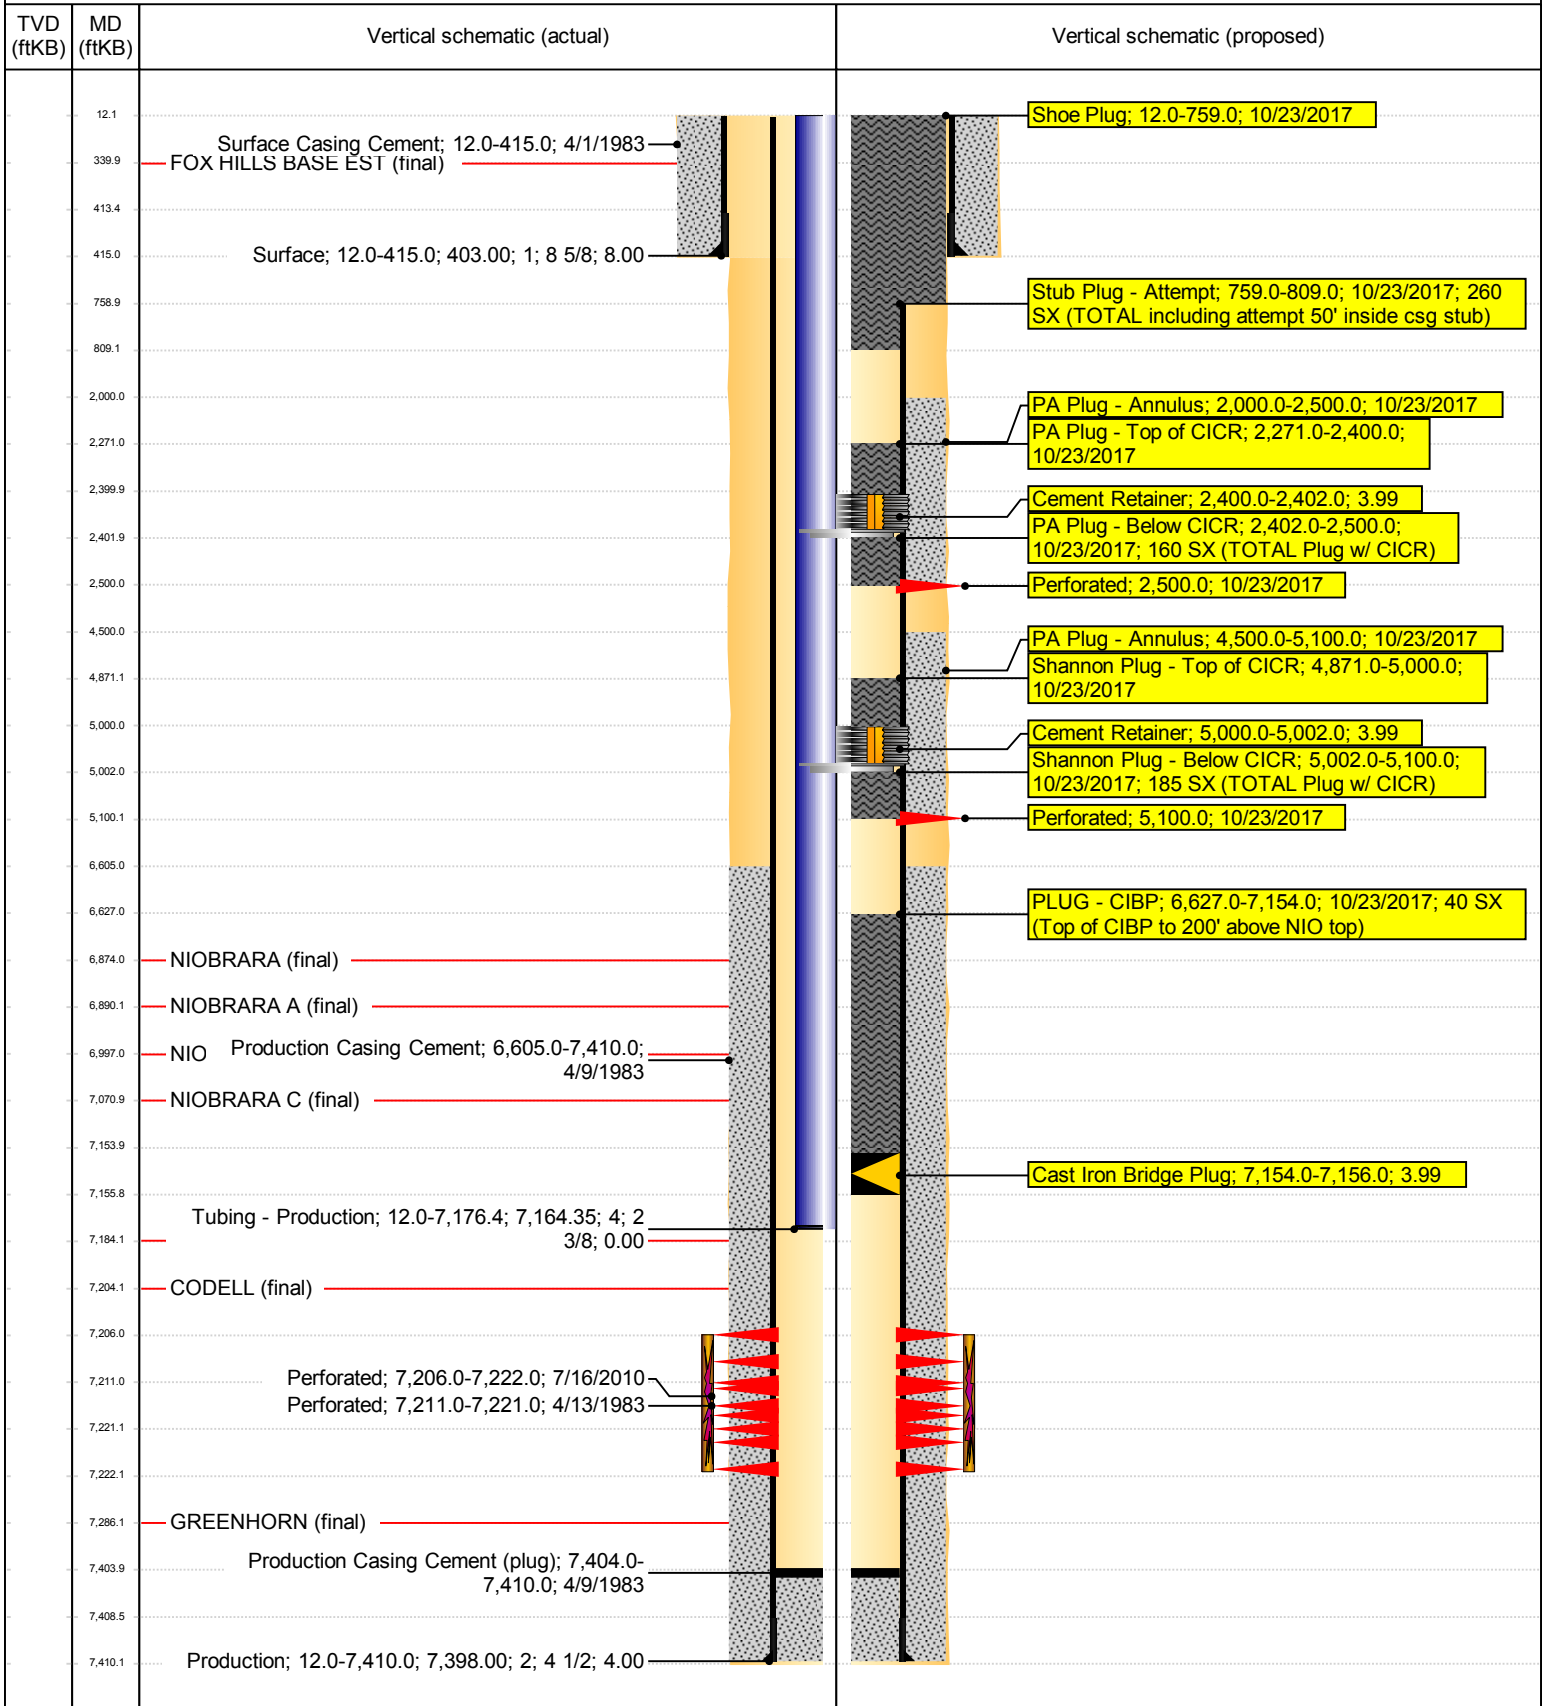 TVD
(ftKB)
MD
(ftKB)
Vertical schematic (actual)
Vertical schematic (proposed)
12.1
Shoe Plug; 12.0-759.0; 10/23/2017
Surface Casing Cement; 12.0-415.0; 4/1/1983
339.9
FOX HILLS BASE EST (final)
413.4
415.0
Surface; 12.0-415.0; 403.00; 1; 8 5/8; 8.00
758.9
Stub Plug - Attempt; 759.0-809.0; 10/23/2017; 260
SX (TOTAL including attempt 50' inside csg stub)
809.1
2,000.0
PA Plug - Annulus; 2,000.0-2,500.0; 10/23/2017
2,271.0
PA Plug - Top of CICR; 2,271.0-2,400.0;
10/23/2017
2,399.9
Cement Retainer; 2,400.0-2,402.0; 3.99
2,401.9
PA Plug - Below CICR; 2,402.0-2,500.0;
10/23/2017; 160 SX (TOTAL Plug w/ CICR)
2,500.0
Perforated; 2,500.0; 10/23/2017
4,500.0
PA Plug - Annulus; 4,500.0-5,100.0; 10/23/2017
4,871.1
Shannon Plug - Top of CICR; 4,871.0-5,000.0;
10/23/2017
5,000.0
Cement Retainer; 5,000.0-5,002.0; 3.99
5,002.0
Shannon Plug - Below CICR; 5,002.0-5,100.0;
10/23/2017; 185 SX (TOTAL Plug w/ CICR)
5,100.1
Perforated; 5,100.0; 10/23/2017
6,605.0
6,627.0
PLUG - CIBP; 6,627.0-7,154.0; 10/23/2017; 40 SX
(Top of CIBP to 200' above NIO top)
6,874.0
NIOBRARA (final)
6,890.1
NIOBRARA A (final)
6,997.0
NIO
Production Casing Cement; 6,605.0-7,410.0;
4/9/1983
7,070.9
NIOBRARA C (final)
7,153.9
Cast Iron Bridge Plug; 7,154.0-7,156.0; 3.99
7,155.8
Tubing - Production; 12.0-7,176.4; 7,164.35; 4; 2
3/8; 0.00
7,184.1
7,204.1
CODELL (final)
7,206.0
7,211.0
Perforated; 7,206.0-7,222.0; 7/16/2010
Perforated; 7,211.0-7,221.0; 4/13/1983
7,221.1
7,222.1
7,286.1
GREENHORN (final)
7,403.9
Production Casing Cement (plug); 7,404.0-
7,410.0; 4/9/1983
7,408.5
7,410.1
Production; 12.0-7,410.0; 7,398.00; 2; 4 1/2; 4.00